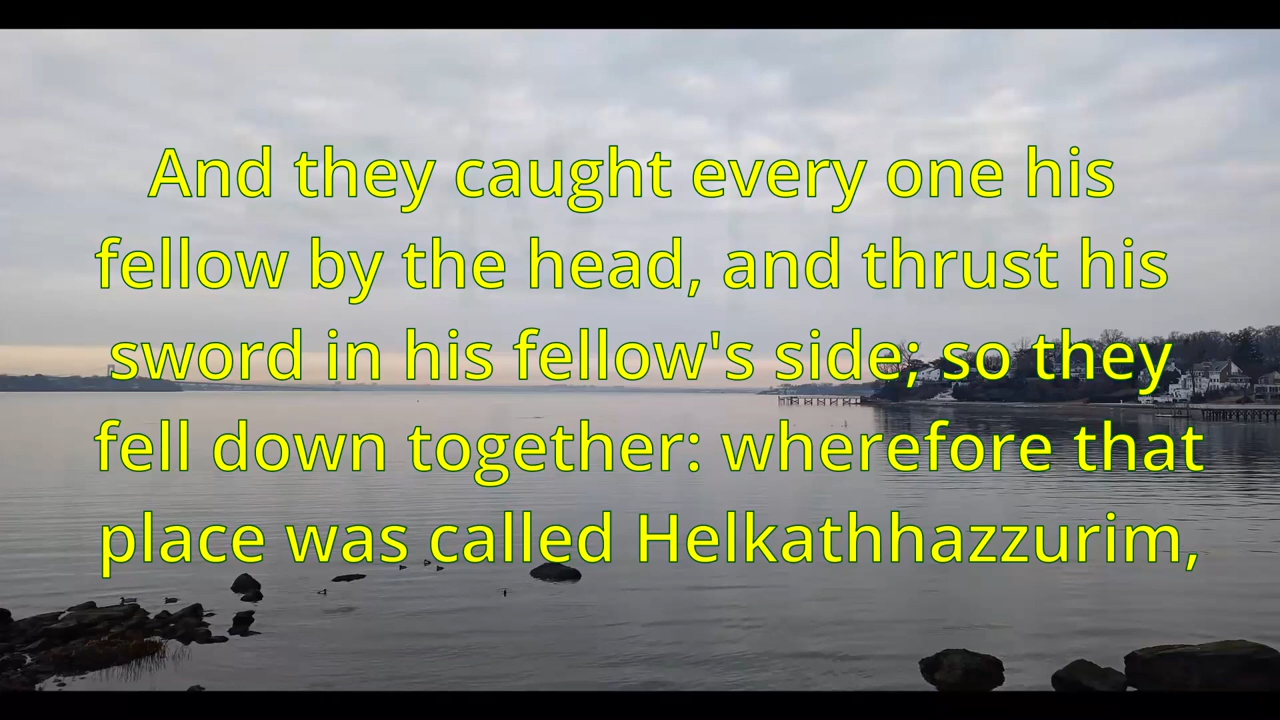 And they caught every one his
fellow by the head, and thrust his
sword in his fellow's side; so they
fell down together: wherefore that
place was called Helkathhazzurim,